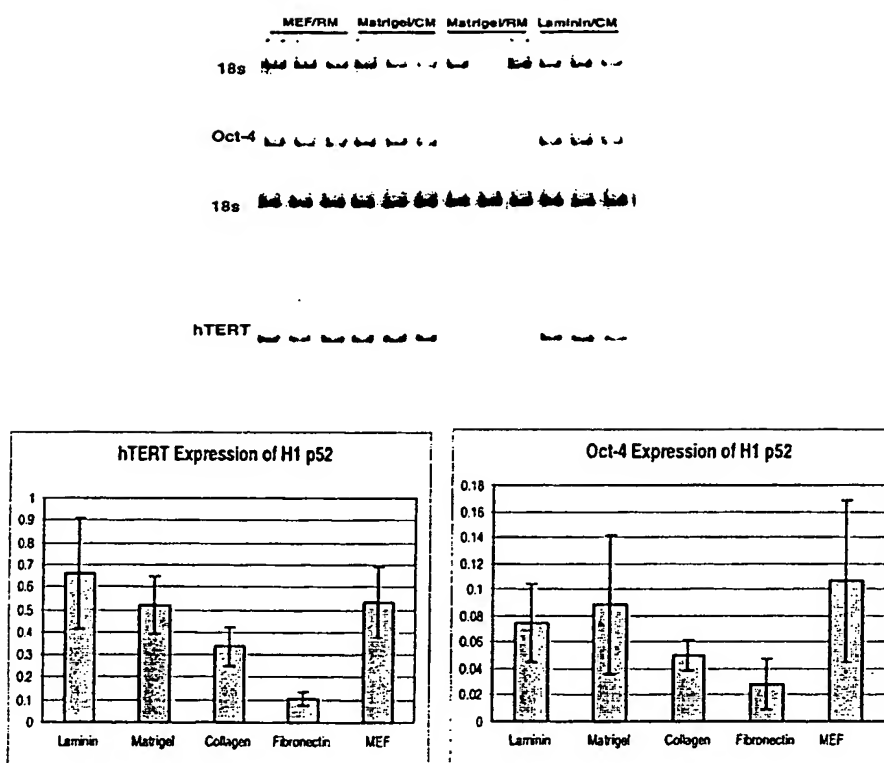 MEF/RM Matrigel/CM Matrigel/RM Laminin/CM
18s
Oct-4
18s
hTERT
hTERT Expression of H1 p52
1
0.9
0.8
0.7
0.6
0.5
0.4
0.3
0.2
0.1
0
Laminin Matrigel Collagen Fibronectin MEF
Oct-4 Expression of H1 p52
0.18
0.16
0.14
0.12
0.1
0.08
0.06
0.04
0.02
0
Laminin Matrigel Collagen Fibronectin MEF